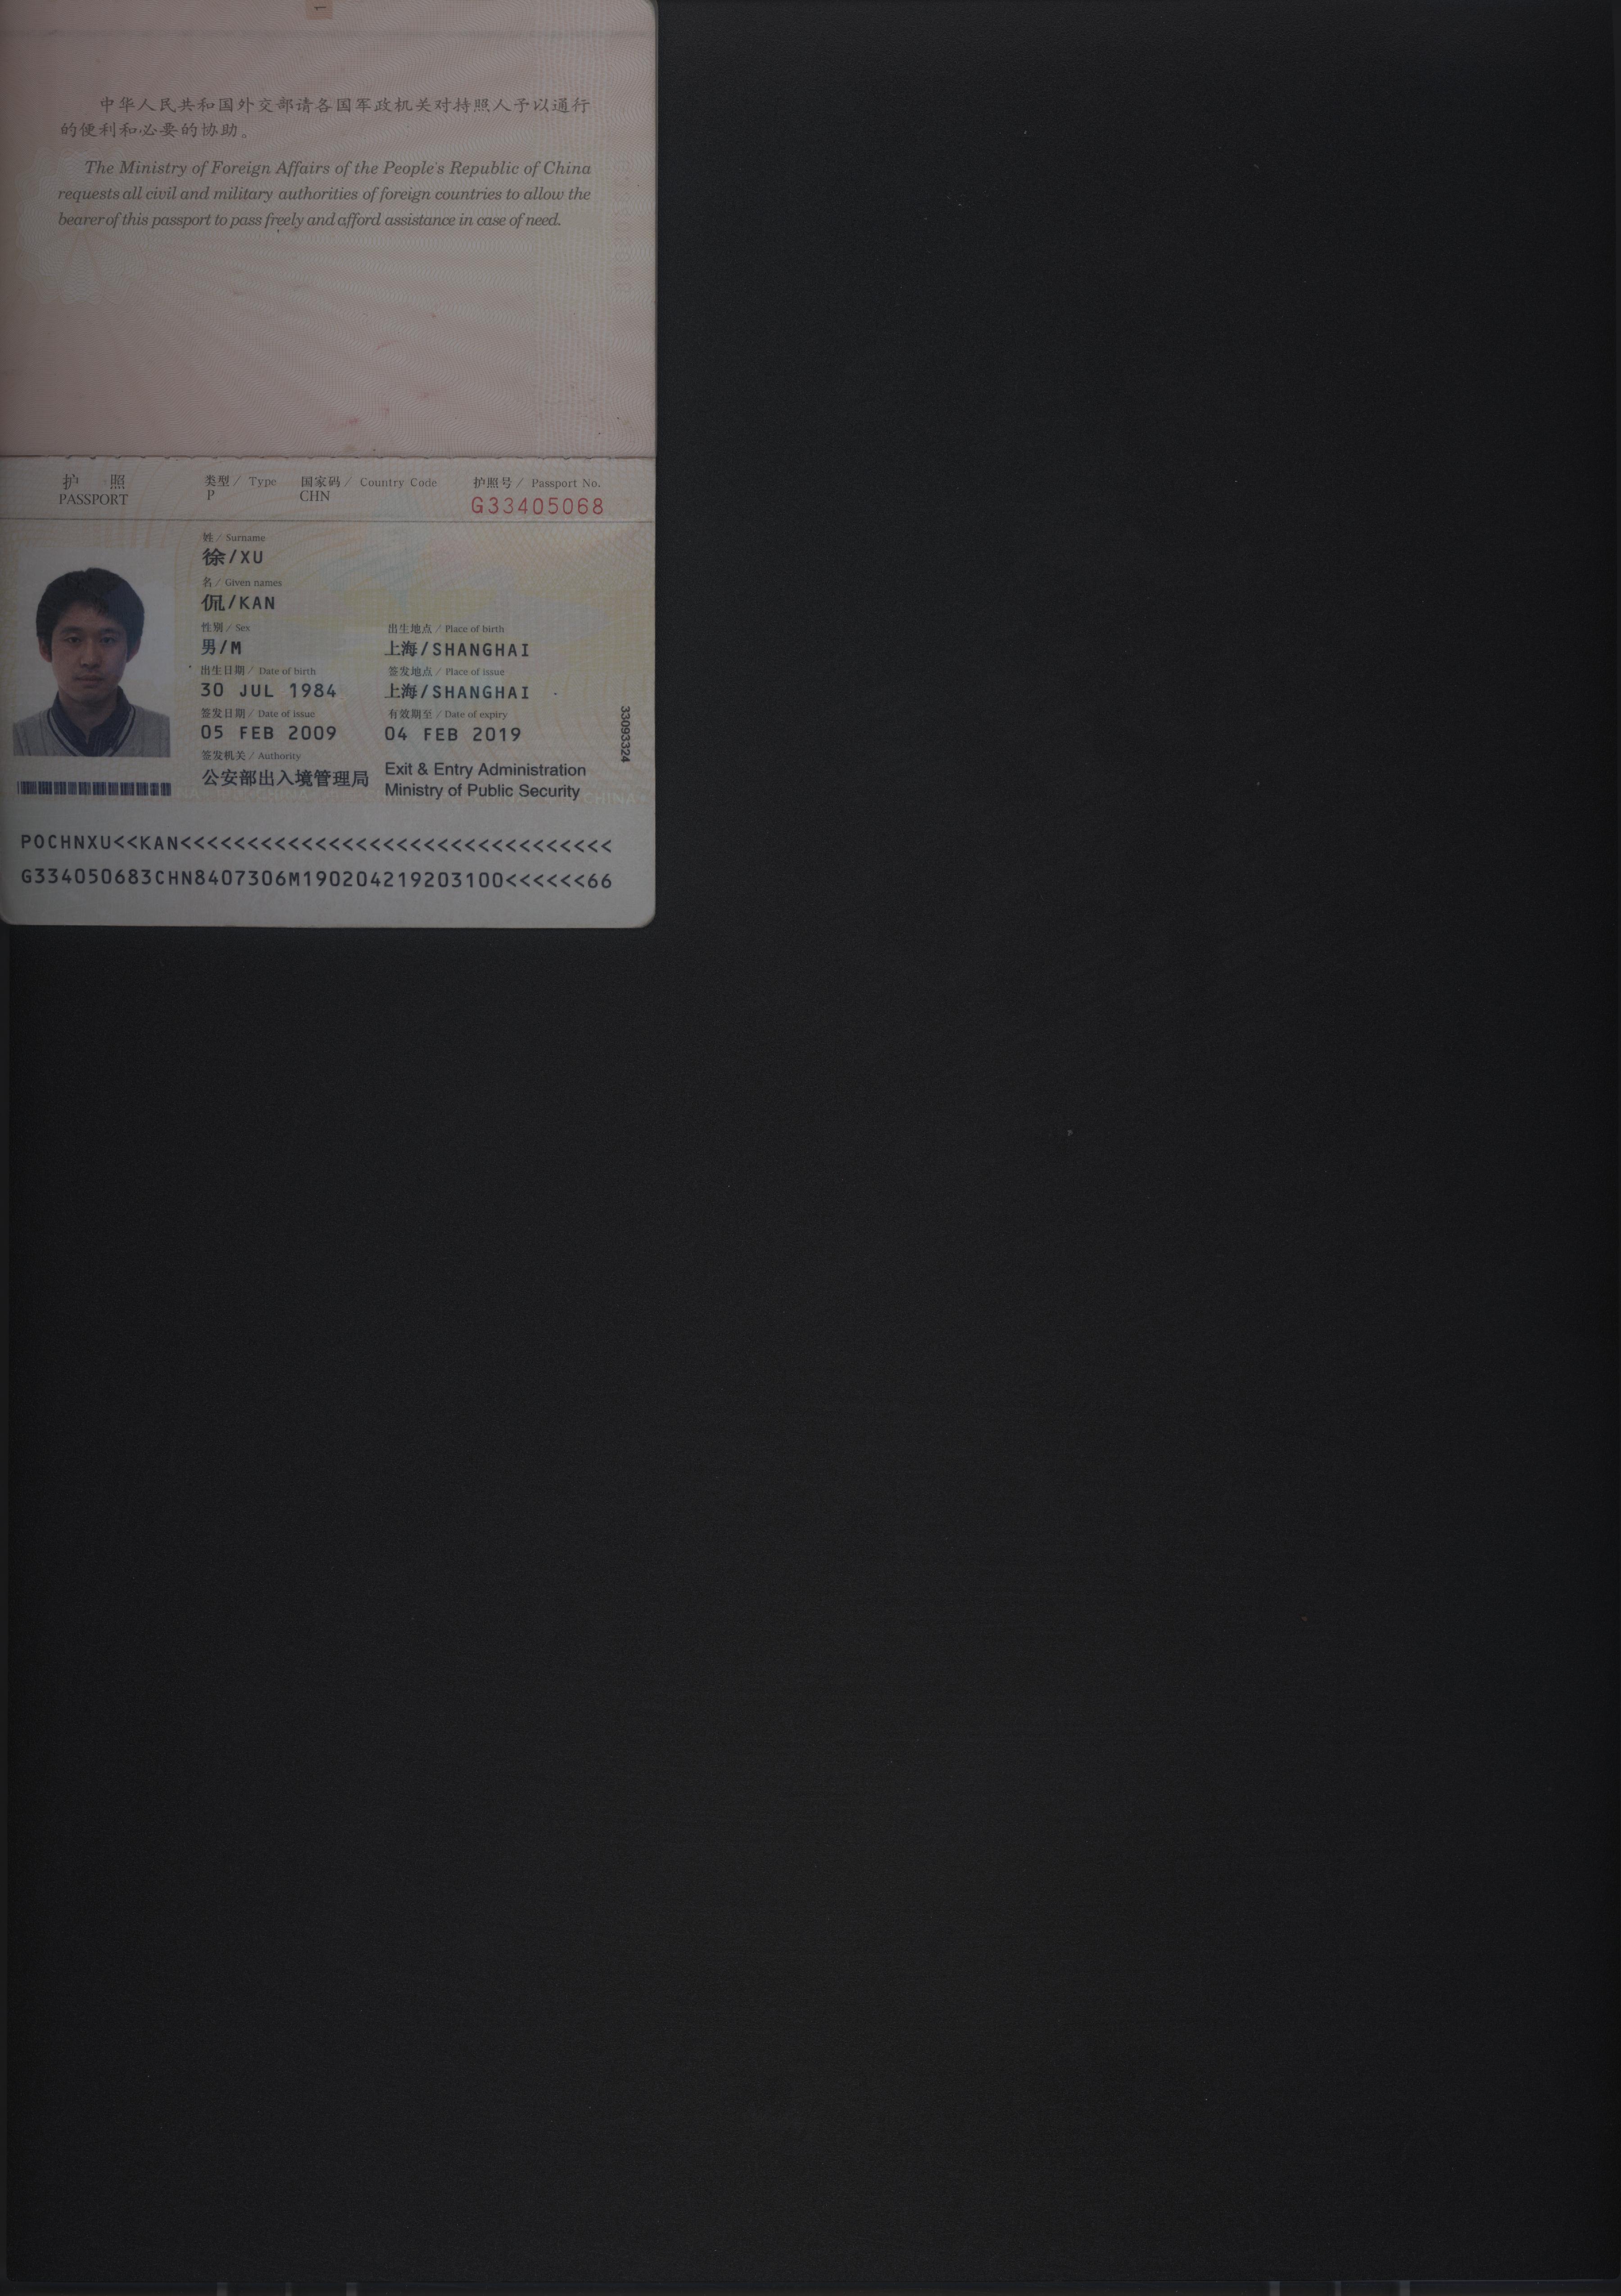 1
中华人民共和国外交部请各国军政机关对持照人予以通行
的便利和必要的协助。
The Ministry of Foreign Affairs of the People's Republic of China
requests all civil and military authorities of foreign countries to allow the
bearer of this passport to pass freely and afford assistance in case of need.
护 照
PASSPORT
类型 / Type
P
国家码 / Country Code
CHN
护照号 / Passport No.
G33405068
姓 / Surname
徐/XU
名 / Given names
侃/KAN
性别 / Sex
男/M
出生地点 / Place of birth
上海/SHANGHAI
出生日期 / Date of birth
30 JUL 1984
签发地点 / Place of issue
上海/SHANGHAI
签发日期 / Date of issue
05 FEB 2009
有效期至 / Date of expiry
04 FEB 2019
签发机关 / Authority
公安部出入境管理局
Exit & Entry Administration
Ministry of Public Security
33093324
POCHNXU<<KAN<<<<<<<<<<<<<<<<<<<<<<<<<<<<<<<<
G334050683CHN8407306M190204219203100<<<<<<66